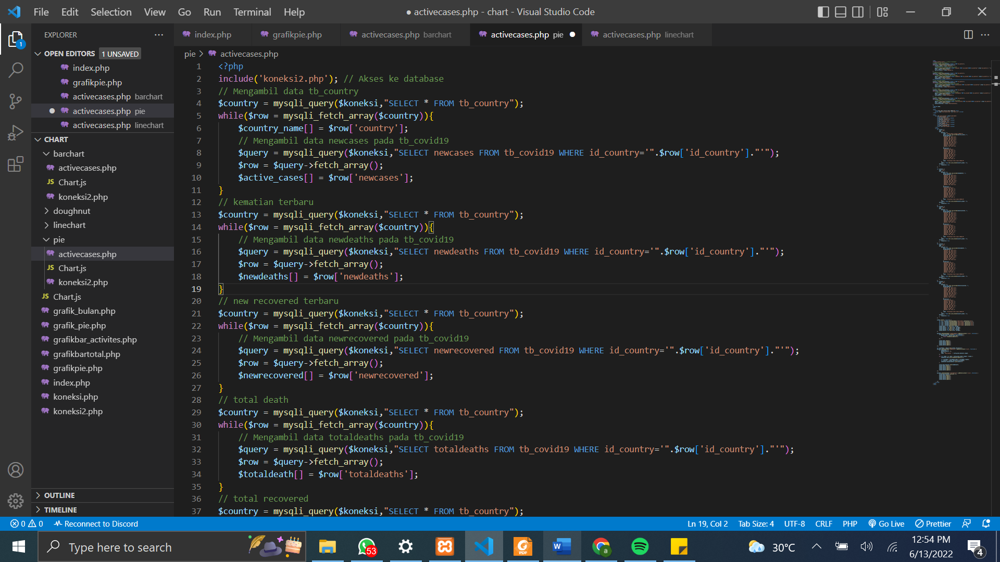 File Edit Selection View Go Run Terminal Help
● activecases.php - chart - Visual Studio Code
1
EXPLORER ···
OPEN EDITORS 1 UNSAVED
index.php
grafikpie.php
activecases.php barchart
activecases.php pie
activecases.php linechart
CHART
barchart
activecases.php
JS Chart.js
koneksi2.php
doughnut
linechart
pie
activecases.php
JS Chart.js
koneksi2.php
JS Chart.js
grafik_bulan.php
grafik_pie.php
grafikbar_activites.php
grafikbartotal.php
grafikpie.php
index.php
koneksi.php
koneksi2.php
OUTLINE
TIMELINE
index.php grafikpie.php activecases.php barchart activecases.php pie ● activecases.php linechart
pie > activecases.php
1 <?php
2 include('koneksi2.php'); // Akses ke database
3 // Mengambil data tb_country
4 $country = mysqli_query($koneksi,"SELECT * FROM tb_country");
5 while($row = mysqli_fetch_array($country)){
6 $country_name[] = $row['country'];
7 // Mengambil data newcases pada tb_covid19
8 $query = mysqli_query($koneksi,"SELECT newcases FROM tb_covid19 WHERE id_country='".$row['id_country']."'");
9 $row = $query->fetch_array();
10 $active_cases[] = $row['newcases'];
11 }
12 // kematian terbaru
13 $country = mysqli_query($koneksi,"SELECT * FROM tb_country");
14 while($row = mysqli_fetch_array($country)){
15 // Mengambil data newdeaths pada tb_covid19
16 $query = mysqli_query($koneksi,"SELECT newdeaths FROM tb_covid19 WHERE id_country='".$row['id_country']."'");
17 $row = $query->fetch_array();
18 $newdeaths[] = $row['newdeaths'];
19 }
20 // new recovered terbaru
21 $country = mysqli_query($koneksi,"SELECT * FROM tb_country");
22 while($row = mysqli_fetch_array($country)){
23 // Mengambil data newrecovered pada tb_covid19
24 $query = mysqli_query($koneksi,"SELECT newrecovered FROM tb_covid19 WHERE id_country='".$row['id_country']."'");
25 $row = $query->fetch_array();
26 $newrecovered[] = $row['newrecovered'];
27 }
28 // total death
29 $country = mysqli_query($koneksi,"SELECT * FROM tb_country");
30 while($row = mysqli_fetch_array($country)){
31 // Mengambil data totaldeaths pada tb_covid19
32 $query = mysqli_query($koneksi,"SELECT totaldeaths FROM tb_covid19 WHERE id_country='".$row['id_country']."'");
33 $row = $query->fetch_array();
34 $totaldeath[] = $row['totaldeaths'];
35 }
36 // total recovered
37 $country = mysqli_query($koneksi,"SELECT * FROM tb_country");
0 0 Reconnect to Discord
Ln 19, Col 2 Tab Size: 4 UTF-8 CRLF PHP Go Live Prettier
Type here to search
53
PDF
W
a
30°C
12:54 PM
6/13/2022
4